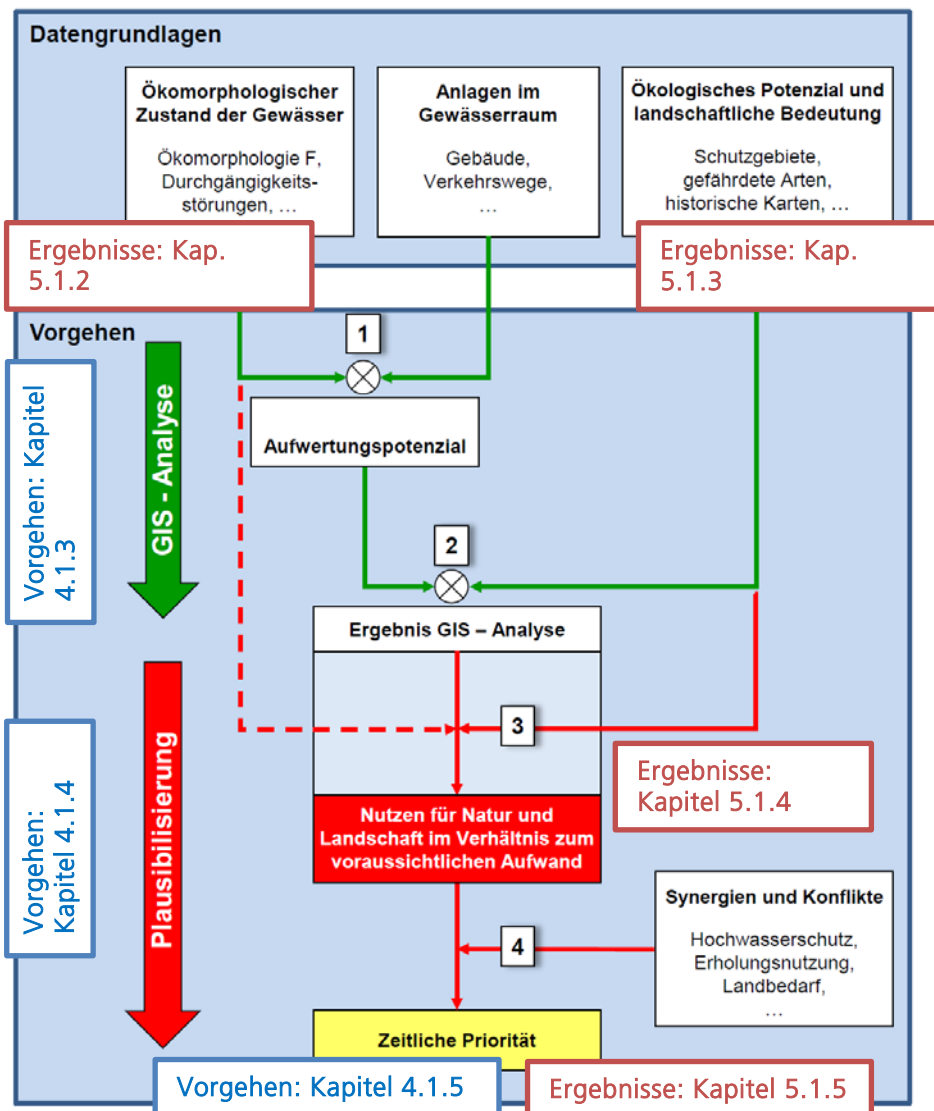 Datengrundlagen
Ökomorphologischer
Zustand der Gewässer
Ökomorphologie F,
Durchgängigkeits-
störungen, ...
Anlagen im
Gewässerraum
Gebäude,
Verkehrswege,
...
Ökologisches Potenzial und
landschaftliche Bedeutung
Schutzgebiete,
gefährdete Arten,
historische Karten, ...
Ergebnisse: Kap.
5.1.2
Ergebnisse: Kap.
5.1.3
Vorgehen
1
Vorgehen: Kapitel
4.1.3
GIS - Analyse
Aufwertungspotenzial
2
Ergebnis GIS – Analyse
3
Vorgehen:
Kapitel 4.1.4
Plausibilisierung
Ergebnisse:
Kapitel 5.1.4
Nutzen für Natur und
Landschaft im Verhältnis zum
voraussichtlichen Aufwand
Synergien und Konflikte
Hochwasserschutz,
Erholungsnutzung,
Landbedarf,
...
4
Zeitliche Priorität
Vorgehen: Kapitel 4.1.5
Ergebnisse: Kapitel 5.1.5